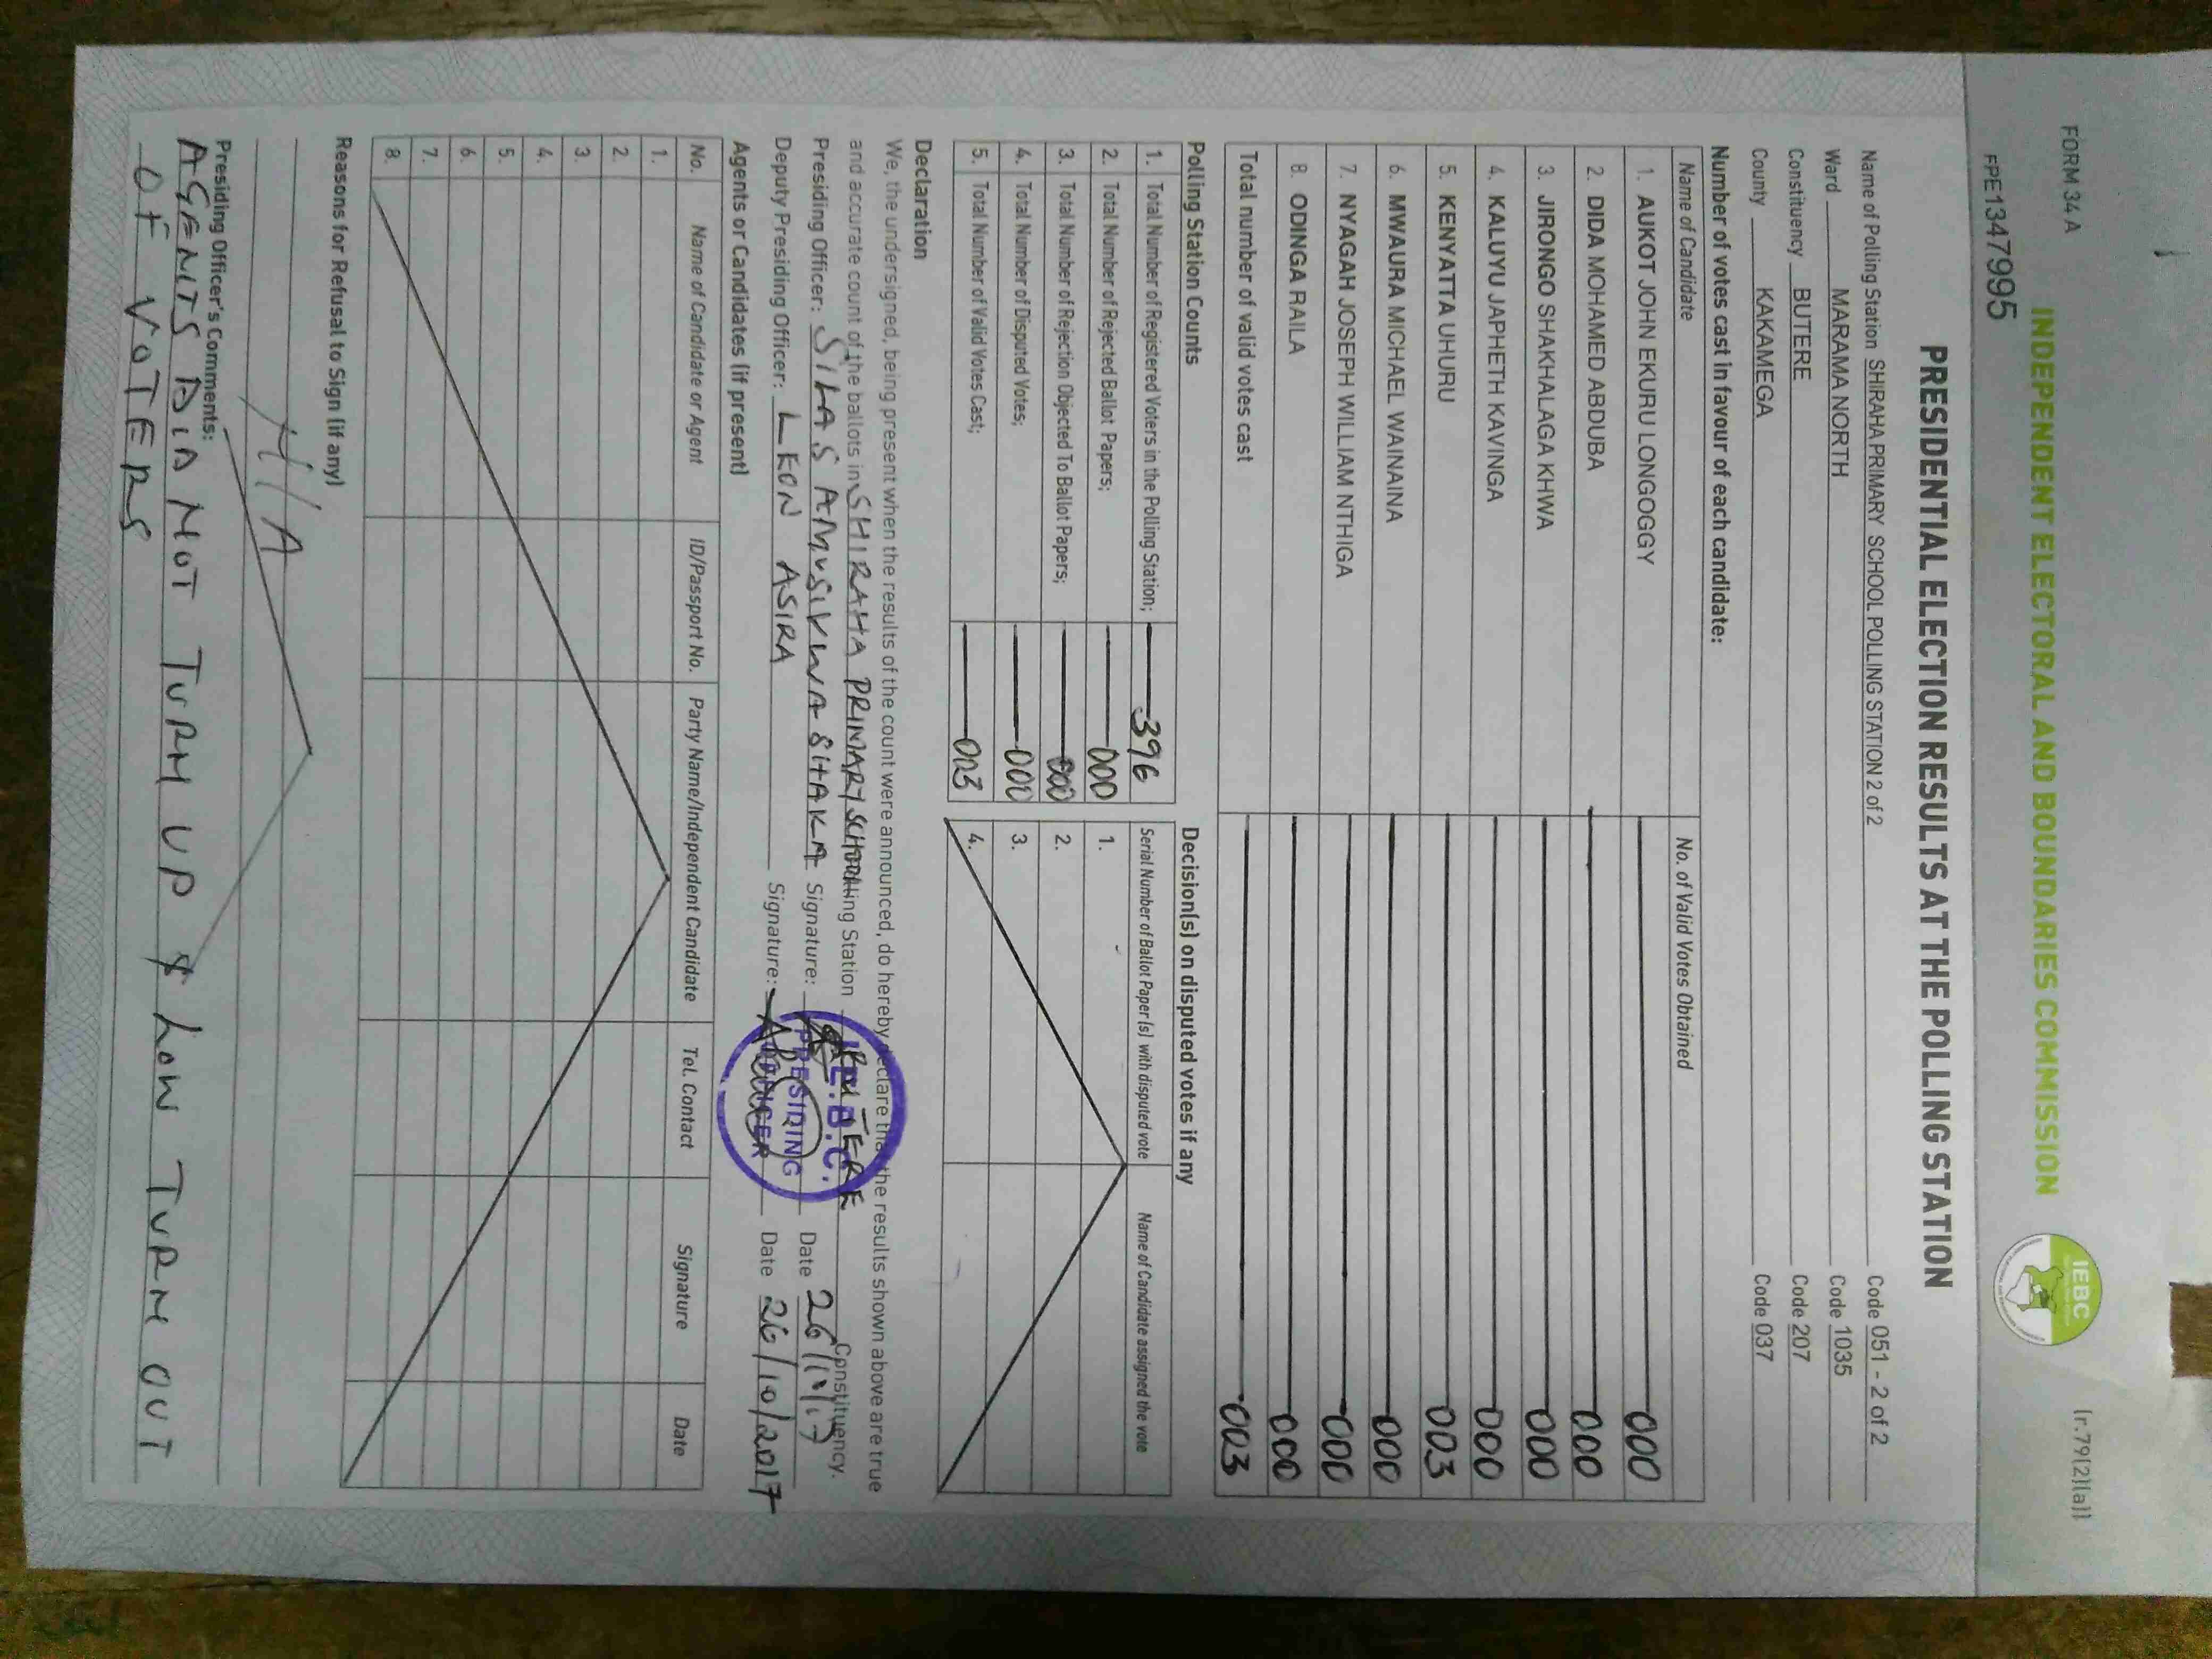 FORM 34 A
(r.79(2)(a))
INDEPENDENT ELECTORAL AND BOUNDARIES COMMISSION
IEBC
FPE1347995
PRESIDENTIAL ELECTION RESULTS AT THE POLLING STATION
Name of Polling Station SHIRAHA PRIMARY SCHOOL POLLING STATION 2 of 2 Code 051 - 2 of 2
Ward MARAMA NORTH Code 1035
Constituency BUTERE Code 207
County KAKAMEGA Code 037
Number of votes cast in favour of each candidate:
Name of Candidate No. of Valid Votes Obtained
1. AUKOT JOHN EKURU LONGOGGY 000
2. DIDA MOHAMED ABDUBA 000
3. JIRONGO SHAKHALAGA KHWA 000
4. KALUYU JAPHETH KAVINGA 000
5. KENYATTA UHURU 003
6. MWAURA MICHAEL WAINAINA 000
7. NYAGAH JOSEPH WILLIAM NTHIGA 000
8. ODINGA RAILA 000
Total number of valid votes cast 003
Polling Station Counts
1. Total Number of Registered Voters in the Polling Station; 396
2. Total Number of Rejected Ballot Papers; 000
3. Total Number of Rejection Objected To Ballot Papers; 000
4. Total Number of Disputed Votes; 000
5. Total Number of Valid Votes Cast; 003
Decision(s) on disputed votes if any
Serial Number of Ballot Paper (s) with disputed vote Name of Candidate assigned the vote
1.
2.
3.
4.
Declaration
We, the undersigned, being present when the results of the count were announced, do hereby declare that the results shown above are true
and accurate count of the ballots in SHIRAHA PRIMARY SCHOOL Polling Station BUTERE Constituency.
Presiding Officer: SILAS AMUSIKWA SITAKA Signature: Date 26/10/17
Deputy Presiding Officer: LEON ASIRA Signature: Date 26/10/2017
I.E.B.C.
PRESIDING
OFFICER
Agents or Candidates (if present)
No. Name of Candidate or Agent ID/Passport No. Party Name/Independent Candidate Tel. Contact Signature Date
1.
2.
3.
4.
5.
6.
7.
8.
Reasons for Refusal to Sign (if any)
N/A
Presiding Officer's Comments:
AGENTS DID NOT TURN UP & LOW TURN OUT
OF VOTERS